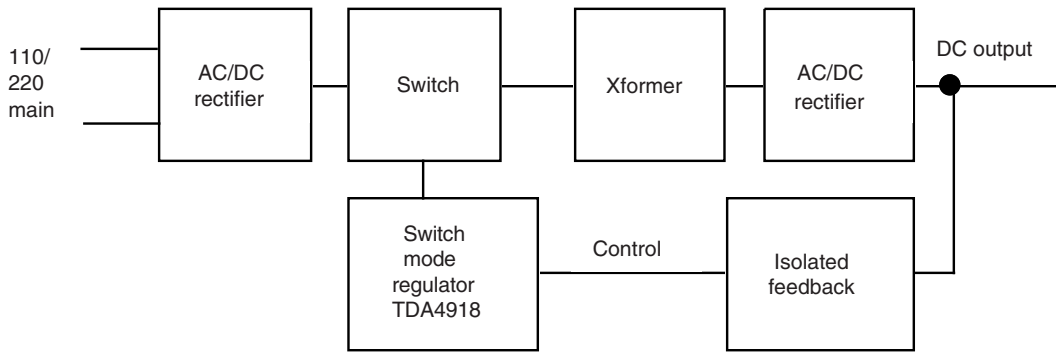 110/
220
main
AC/DC
rectifier
Switch
Xformer
AC/DC
rectifier
DC output
Switch
mode
regulator
TDA4918
Control
Isolated
feedback